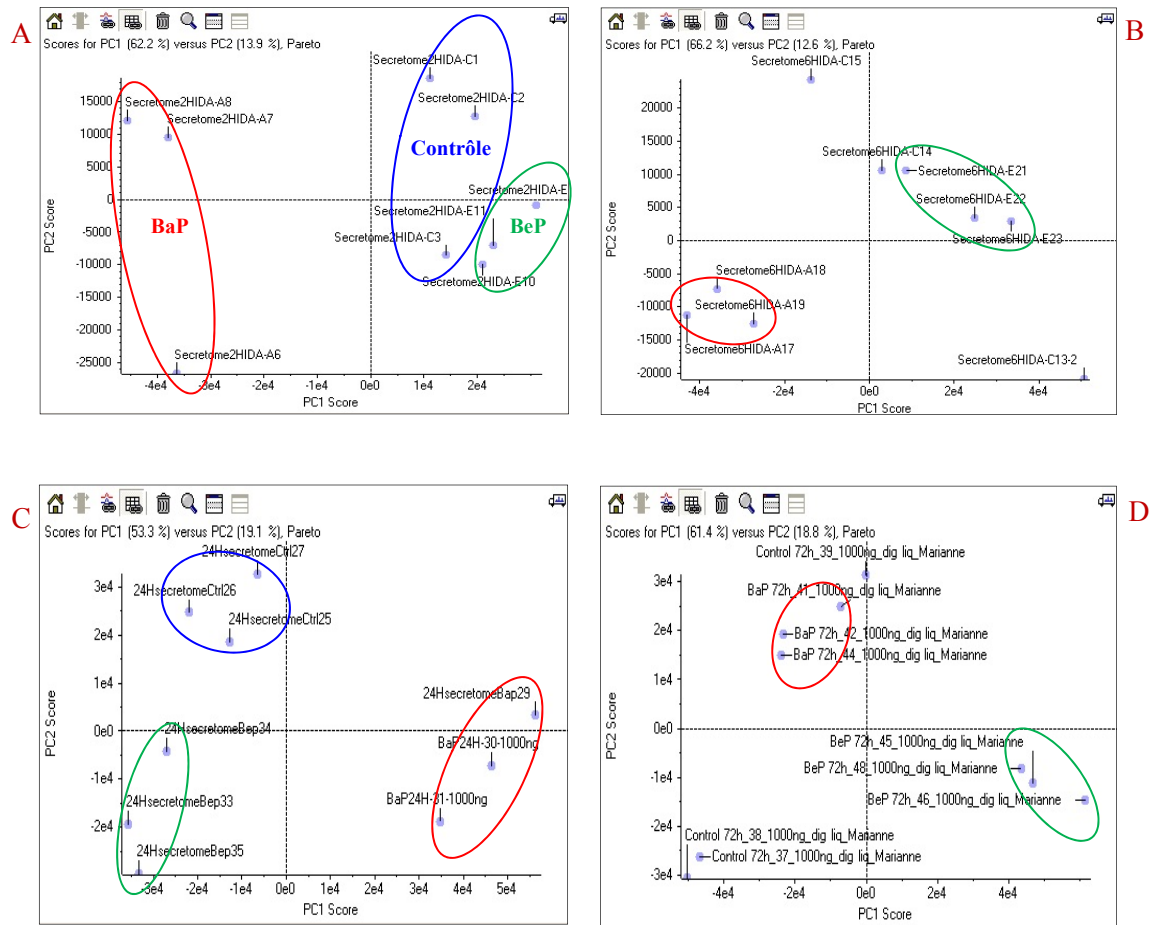 A
Scores for PC1 (62.2 %) versus PC2 (13.9 %), Pareto
Secretome2HIDA-C1
Secretome2HIDA-A8
Secretome2HIDA-C2
Secretome2HIDA-A7
Contrôle
Secretome2HIDA-E
Secretome2HIDA-E11
BaP
BeP
Secretome2HIDA-C3
Secretome2HIDA-E10
Secretome2HIDA-A6
PC2 Score
15000
10000
5000
0
-5000
-10000
-15000
-20000
-25000
-4e4 -3e4 -2e4 -1e4 0e0 1e4 2e4
PC1 Score
B
Scores for PC1 (66.2 %) versus PC2 (12.6 %), Pareto
Secretome6HIDA-C15
Secretome6HIDA-C14
Secretome6HIDA-E21
Secretome6HIDA-E22
Secretome6HIDA-E23
Secretome6HIDA-A18
Secretome6HIDA-A19
Secretome6HIDA-A17
Secretome6HIDA-C13-2
PC2 Score
20000
15000
10000
5000
0
-5000
-10000
-15000
-20000
-4e4 -2e4 0e0 2e4 4e4
PC1 Score
C
Scores for PC1 (53.3 %) versus PC2 (19.1 %), Pareto
24HsecretomeCtrl27
24HsecretomeCtrl26
24HsecretomeCtrl25
24HsecretomeBap29
24HsecretomeBep34
BaP24H-30-1000ng
24HsecretomeBep33
BaP24H-31-1000ng
24HsecretomeBep35
PC2 Score
3e4
2e4
1e4
0e0
-1e4
-2e4
-3e4 -2e4 -1e4 0e0 1e4 2e4 3e4 4e4 5e4
PC1 Score
D
Scores for PC1 (61.4 %) versus PC2 (18.8 %), Pareto
Control 72h_39_1000ng_dig liq_Marianne
BaP 72h_41_1000ng_dig liq_Marianne
BaP 72h_42_1000ng_dig liq_Marianne
BaP 72h_44_1000ng_dig liq_Marianne
BeP 72h_45_1000ng_dig liq_Marianne
BeP 72h_48_1000ng_dig liq_Marianne
BeP 72h_46_1000ng_dig liq_Marianne
Control 72h_38_1000ng_dig liq_Marianne
Control 72h_37_1000ng_dig liq_Marianne
PC2 Score
3e4
2e4
1e4
0e0
-1e4
-2e4
-3e4
-2e4 0e0 2e4 4e4
PC1 Score